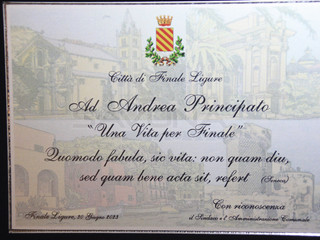 Città di Finale Ligure
Ad Andrea Principato
"Una Vita per Finale"
Quomodo fabula, sic vita: non quam diu,
sed quam bene acta sit, refert (Seneca)
Con riconoscenza
Finale Ligure, 20 Giugno 2023 il Sindaco e l'Amministrazione Comunale